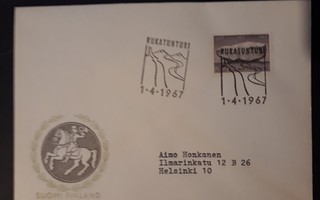 RUKATUNTURI
1-4-1967
RUKATUNTURI
1-4-1967
SUOMI FINLAND
Aimo Honkanen
Ilmarinkatu 12 B 26
Helsinki 10